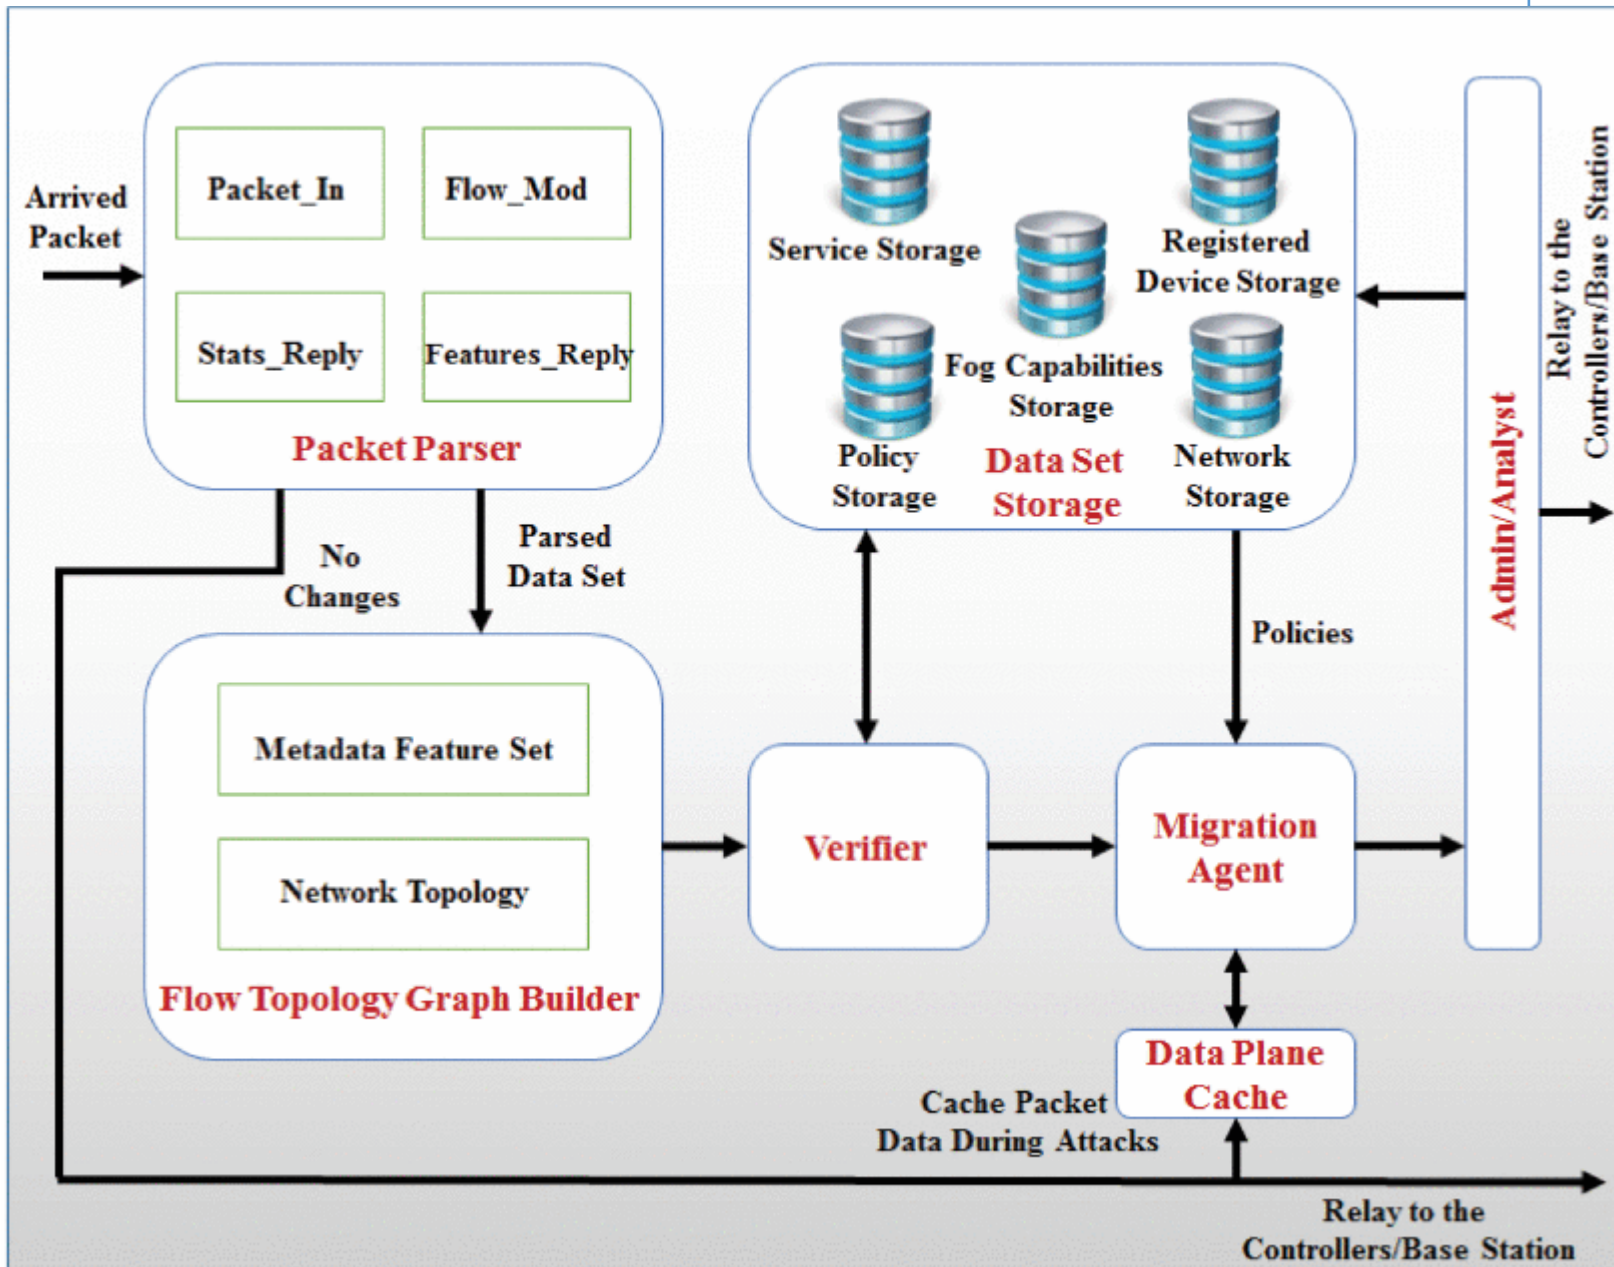 Arrived
Packet
Packet_In
Flow_Mod
Stats_Reply
Features_Reply
Packet Parser
Service Storage
Registered
Device Storage
Fog Capabilities
Storage
Policy
Storage
Data Set
Storage
Network
Storage
Admin/Analyst
Relay to the
Controllers/Base Station
No
Changes
Parsed
Data Set
Policies
Metadata Feature Set
Network Topology
Flow Topology Graph Builder
Verifier
Migration
Agent
Data Plane
Cache
Cache Packet
Data During Attacks
Relay to the
Controllers/Base Station